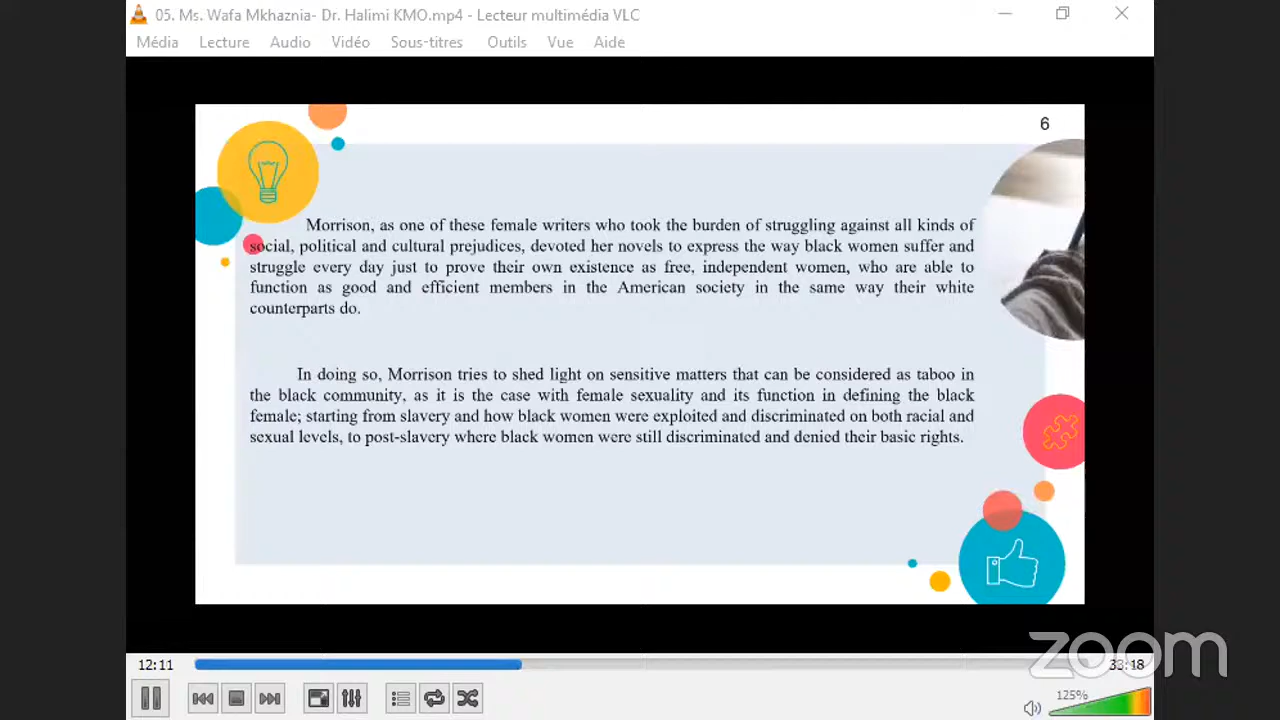 05. Ms. Wafa Mkhaznia- Dr. Halimi KMO.mp4 - Lecteur multimédia VLC
Média Lecture Audio Vidéo Sous-titres Outils Vue Aide
6
Morrison, as one of these female writers who took the burden of struggling against all kinds of
social, political and cultural prejudices, devoted her novels to express the way black women suffer and
struggle every day just to prove their own existence as free, independent women, who are able to
function as good and efficient members in the American society in the same way their white
counterparts do.
In doing so, Morrison tries to shed light on sensitive matters that can be considered as taboo in
the black community, as it is the case with female sexuality and its function in defining the black
female; starting from slavery and how black women were exploited and discriminated on both racial and
sexual levels, to post-slavery where black women were still discriminated and denied their basic rights.
12:11
33:18
zoom
125%